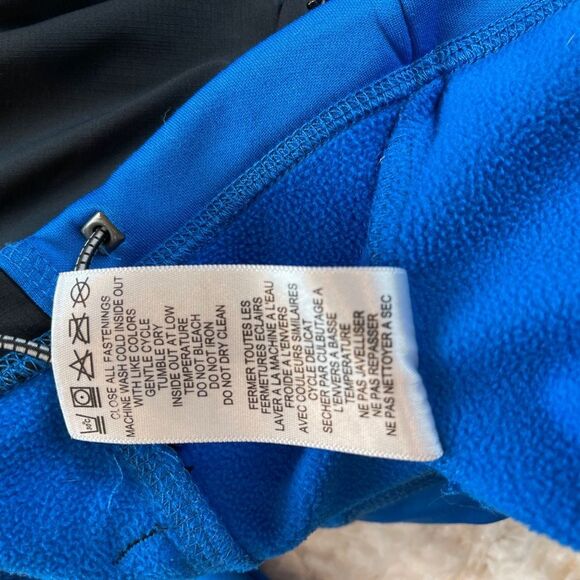 30C
CLOSE ALL FASTENINGS
MACHINE WASH COLD INSIDE OUT
WITH LIKE COLORS
GENTLE CYCLE
TUMBLE DRY
INSIDE OUT AT LOW
TEMPERATURE
DO NOT BLEACH
DO NOT IRON
DO NOT DRY CLEAN
FERMER TOUTES LES
FERMETURES ECLAIRS
LAVER A LA MACHINE A L'EAU
FROIDE A L'ENVERS
AVEC COULEURS SIMILAIRES
CYCLE DELICAT
SECHER PAR CULBUTAGE A
L'ENVERS A BASSE
TEMPERATURE
NE PAS JAVELLISER
NE PAS REPASSER
NE PAS NETTOYER A SEC